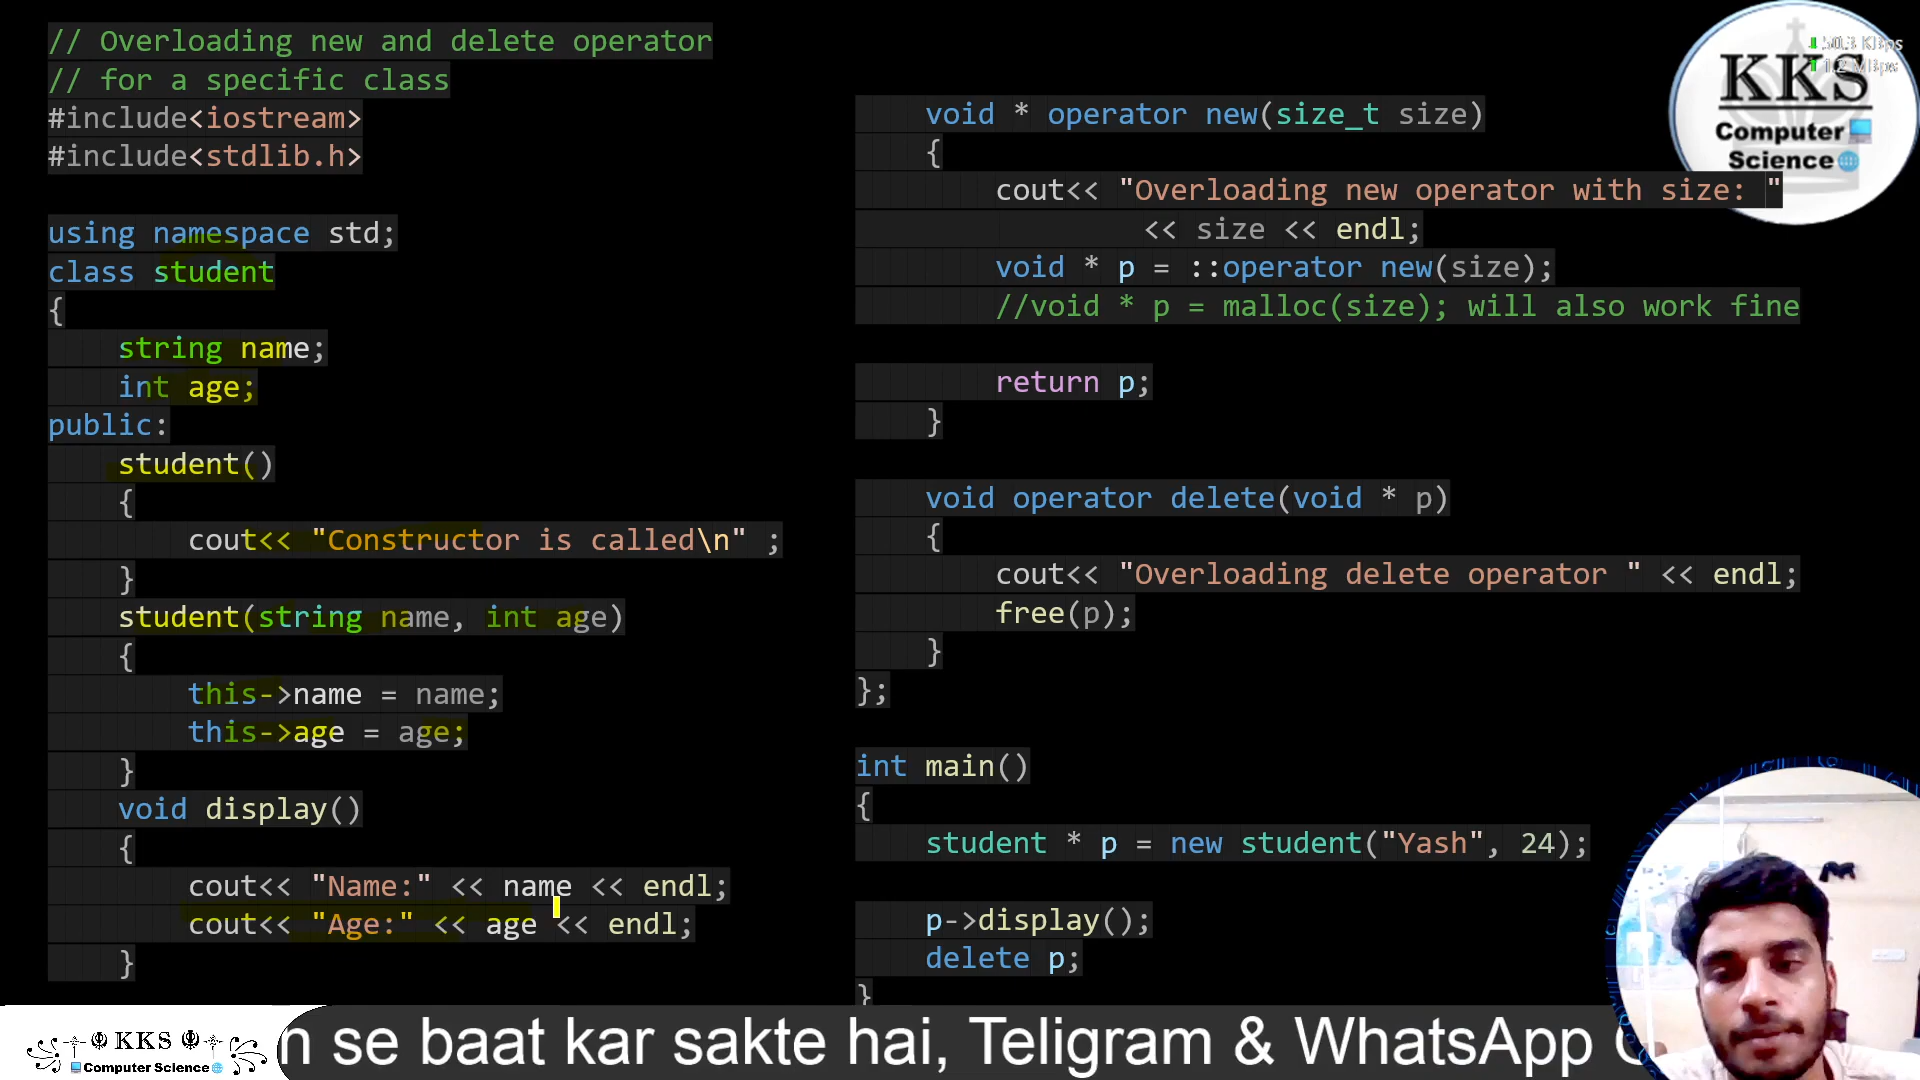 // Overloading new and delete operator
// for a specific class
#include<iostream>
#include<stdlib.h>
using namespace std;
class student
{
string name;
int age;
public:
student()
{
cout<< "Constructor is called\n" ;
}
student(string name, int age)
{
this->name = name;
this->age = age;
}
void display()
{
cout<< "Name:" << name << endl;
cout<< "Age:" << age << endl;
}
void * operator new(size_t size)
{
cout<< "Overloading new operator with size: "
<< size << endl;
void * p = ::operator new(size);
//void * p = malloc(size); will also work fine
return p;
}
void operator delete(void * p)
{
cout<< "Overloading delete operator " << endl;
free(p);
}
};
int main()
{
student * p = new student("Yash", 24);
p->display();
delete p;
}
KKS
Computer
Science
KKS
Computer Science
se baat kar sakte hai, Teligram & WhatsApp